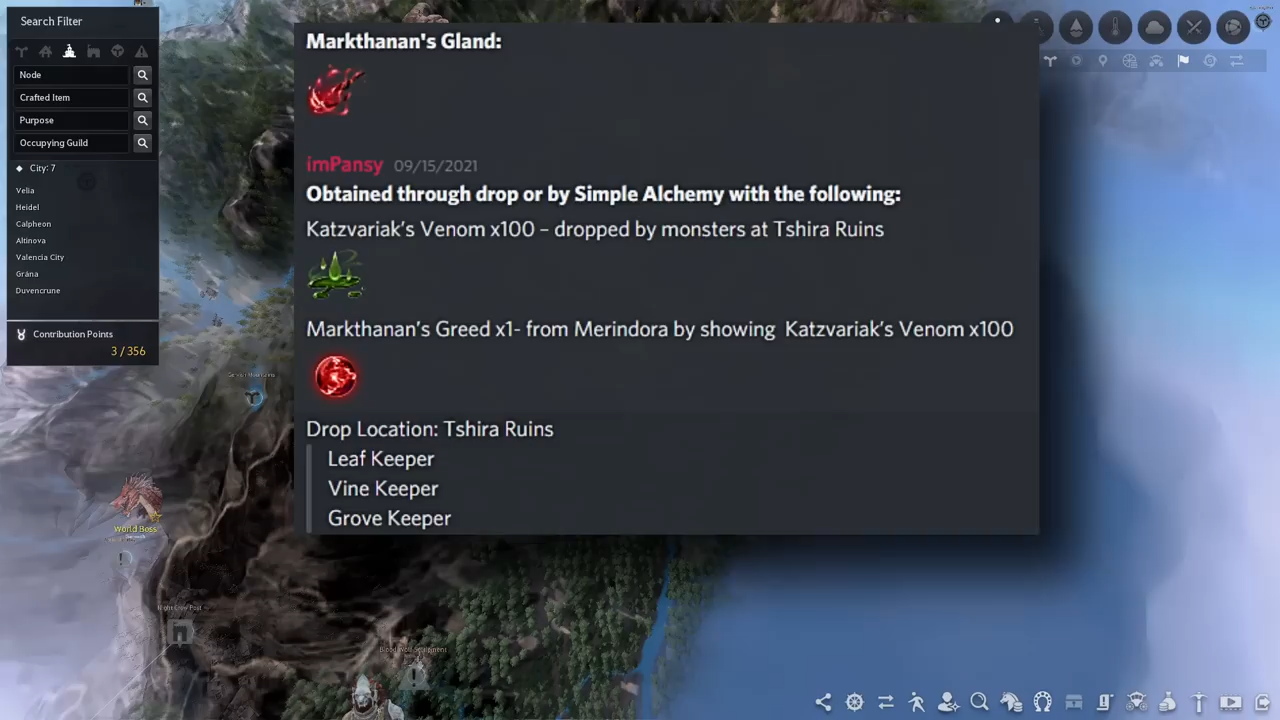 Search Filter
Node
Crafted Item
Purpose
Occupying Guild
City: 7
Velia
Heidel
Calpheon
Altinova
Valencia City
Grána
Duvencrune
Contribution Points
3 / 356
Markthanan's Gland:
imPansy 09/15/2021
Obtained through drop or by Simple Alchemy with the following:
Katzvariak's Venom x100 – dropped by monsters at Tshira Ruins
Markthanan's Greed x1- from Merindora by showing Katzvariak's Venom x100
Drop Location: Tshira Ruins
Leaf Keeper
Vine Keeper
Grove Keeper
World Boss